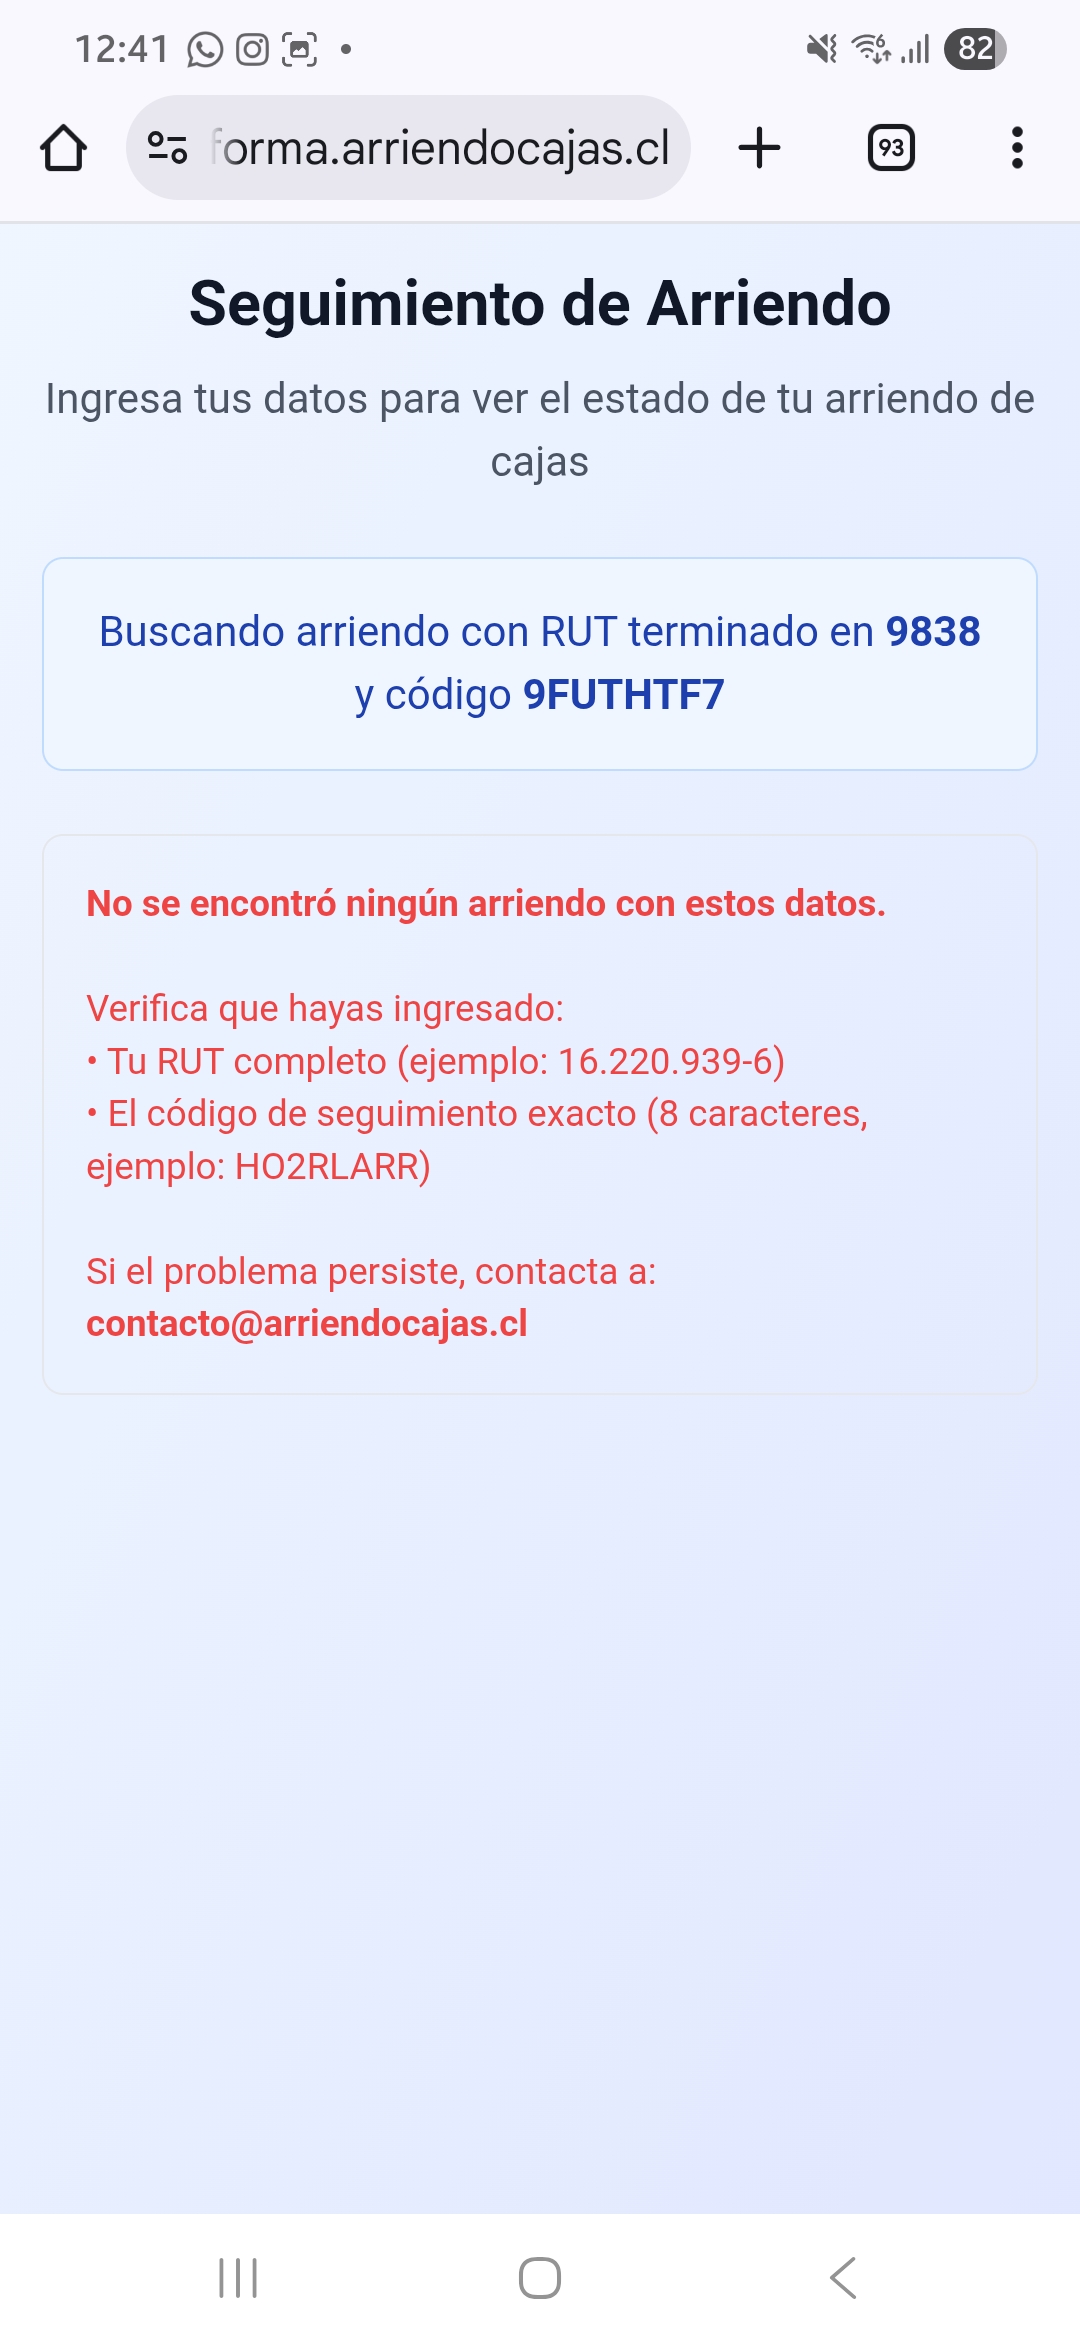 12:41
82
forma.arriendocajas.cl
93
Seguimiento de Arriendo
Ingresa tus datos para ver el estado de tu arriendo de
cajas
Buscando arriendo con RUT terminado en 9838
y código 9FUTHTF7
No se encontró ningún arriendo con estos datos.
Verifica que hayas ingresado:
• Tu RUT completo (ejemplo: 16.220.939-6)
• El código de seguimiento exacto (8 caracteres,
ejemplo: HO2RLARR)
Si el problema persiste, contacta a:
contacto@arriendocajas.cl